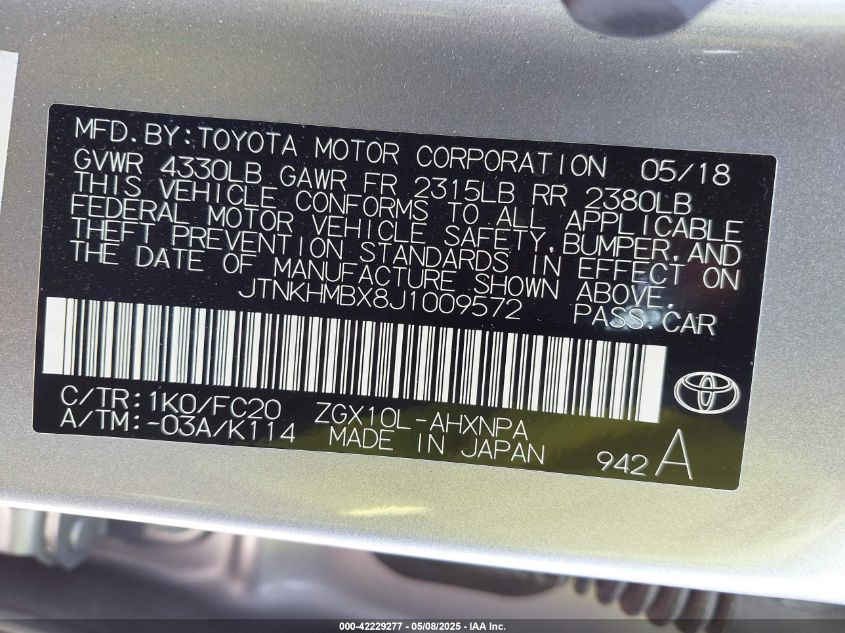 MFD.BY:TOYOTA MOTOR CORPORATION 05/18
GVWR 4330LB GAWR FR 2315LB RR 2380LB
THIS VEHICLE CONFORMS TO ALL APPLICABLE
FEDERAL MOTOR VEHICLE SAFETY,BUMPER,AND
THEFT PREVENTION STANDARDS IN EFFECT ON
THE DATE OF MANUFACTURE SHOWN ABOVE.
JTNKHMBX8J1009572 PASS.CAR
C/TR:1K0/FC20 ZGX10L-AHXNPA
A/TM:-03A/K114 MADE IN JAPAN 942A
000-42229277 - 05/08/2025 - IAA Inc.